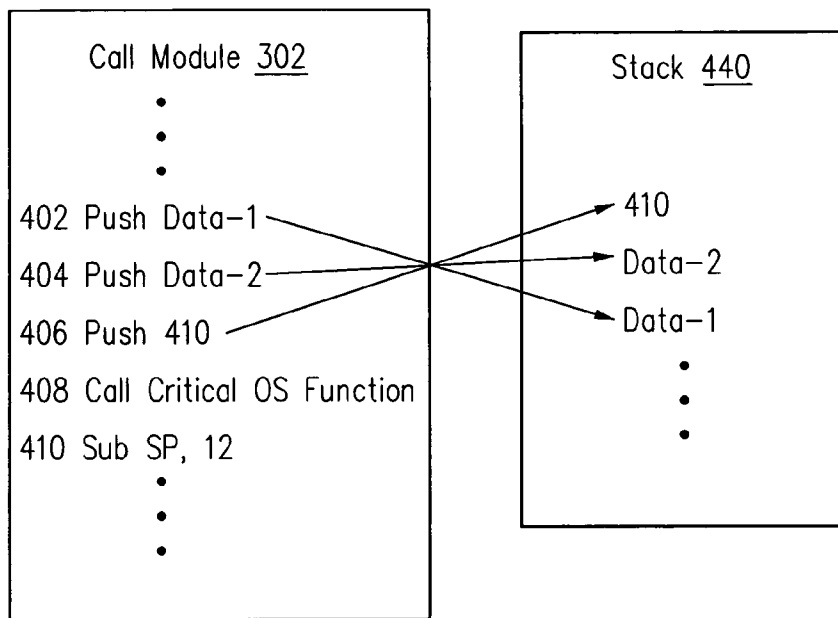 Call Module 302
402 Push Data-1
404 Push Data-2
406 Push 410
408 Call Critical OS Function
410 Sub SP, 12
Stack 440
410
Data-2
Data-1